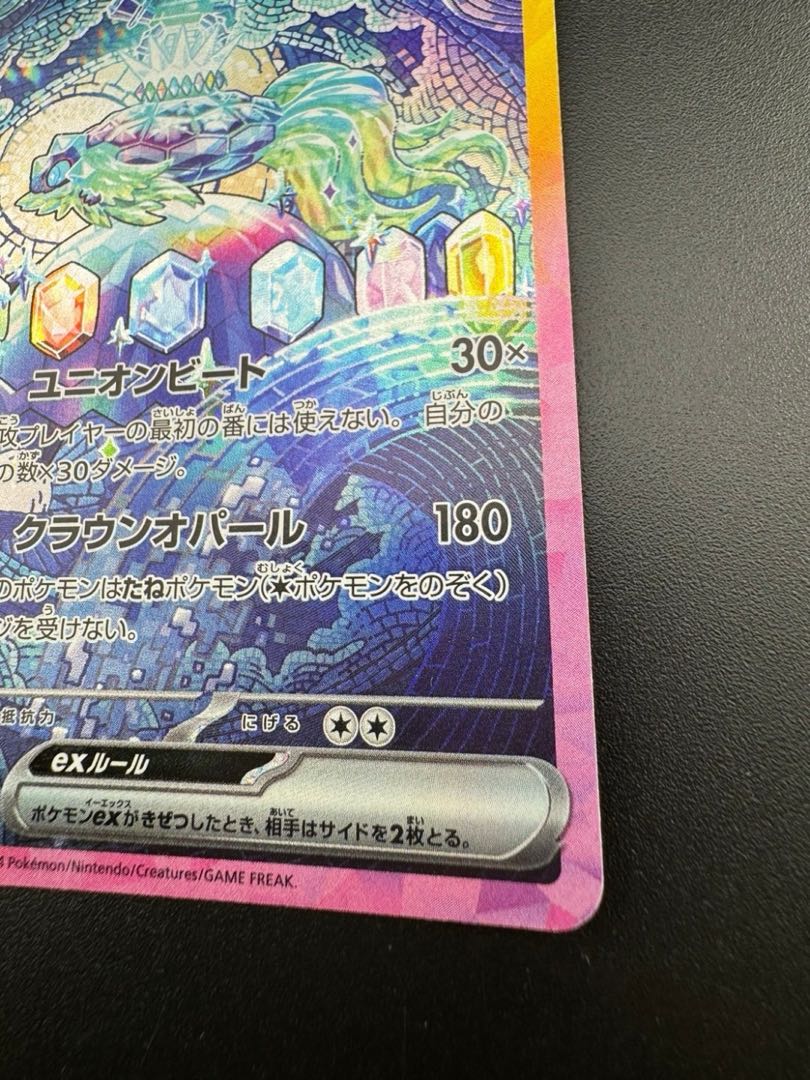 ユニオンビート 30×
攻プレイヤーの最初の番には使えない。自分の
の数×30ダメージ。
クラウンオパール 180
のポケモンはたねポケモン(ポケモンをのぞく)
ジを受けない。
抵抗力 にげる
exルール
ポケモンexがきぜつしたとき、相手はサイドを2枚とる。
4 Pokémon/Nintendo/Creatures/GAME FREAK.